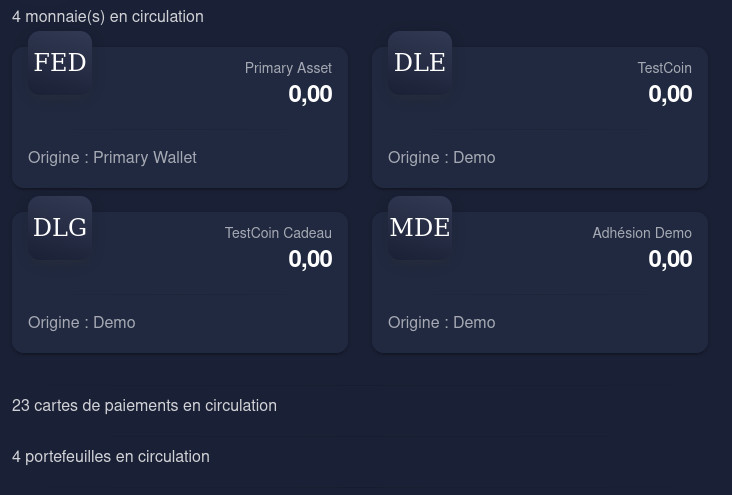 4 monnaie(s) en circulation
FED
Primary Asset
0,00
Origine : Primary Wallet
DLE
TestCoin
0,00
Origine : Demo
DLG
TestCoin Cadeau
0,00
Origine : Demo
MDE
Adhésion Demo
0,00
Origine : Demo
23 cartes de paiements en circulation
4 portefeuilles en circulation